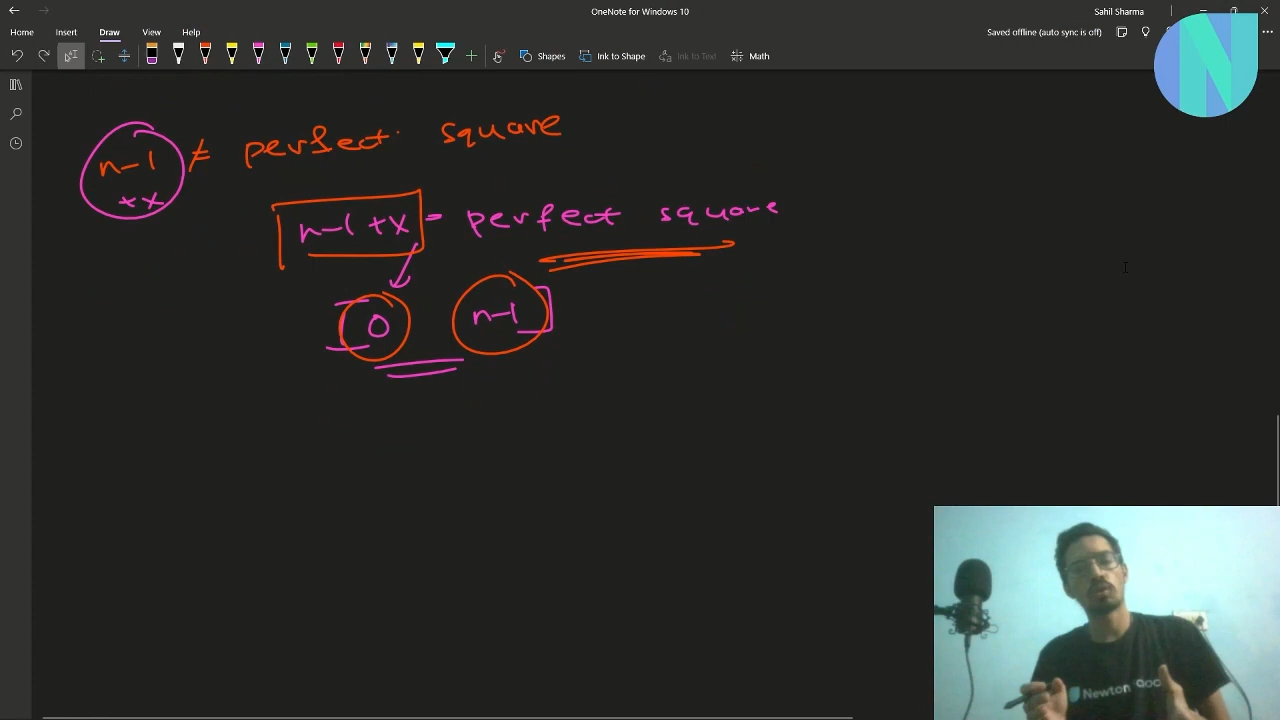 OneNote for Windows 10
Sahil Sharma
Home Insert Draw View Help
Saved offline (auto sync is off)
Shapes Ink to Shape Ink to Text Math
n-1 ≠ perfect square
+x
n-1 +x = perfect square
[0 n-1]
Newton